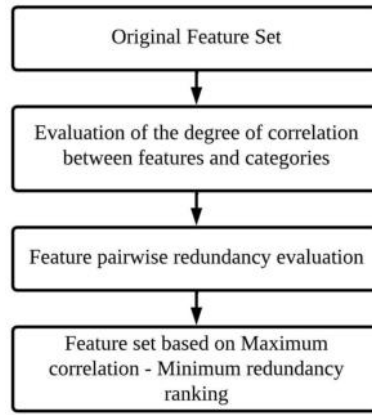 Original Feature Set
Evaluation of the degree of correlation
between features and categories
Feature pairwise redundancy evaluation
Feature set based on Maximum
correlation - Minimum redundancy
ranking